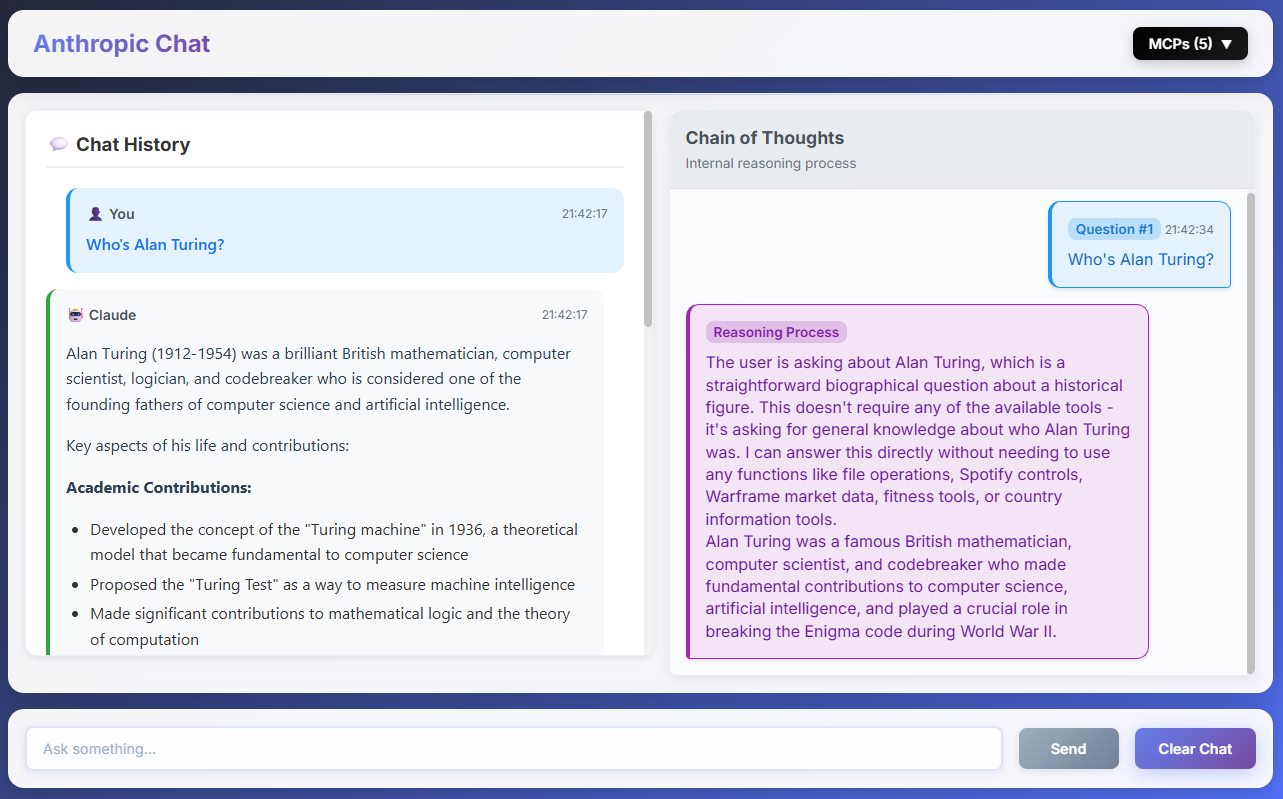 Anthropic Chat
MCPs (5) ▼
Chat History
You
21:42:17
Who's Alan Turing?
Claude
21:42:17
Alan Turing (1912-1954) was a brilliant British mathematician, computer
scientist, logician, and codebreaker who is considered one of the
founding fathers of computer science and artificial intelligence.
Key aspects of his life and contributions:
Academic Contributions:
• Developed the concept of the "Turing machine" in 1936, a theoretical
model that became fundamental to computer science
• Proposed the "Turing Test" as a way to measure machine intelligence
• Made significant contributions to mathematical logic and the theory
of computation
Chain of Thoughts
Internal reasoning process
Question #1 21:42:34
Who's Alan Turing?
Reasoning Process
The user is asking about Alan Turing, which is a
straightforward biographical question about a historical
figure. This doesn't require any of the available tools -
it's asking for general knowledge about who Alan Turing
was. I can answer this directly without needing to use
any functions like file operations, Spotify controls,
Warframe market data, fitness tools, or country
information tools.
Alan Turing was a famous British mathematician,
computer scientist, and codebreaker who made
fundamental contributions to computer science,
artificial intelligence, and played a crucial role in
breaking the Enigma code during World War II.
Ask something...
Send
Clear Chat